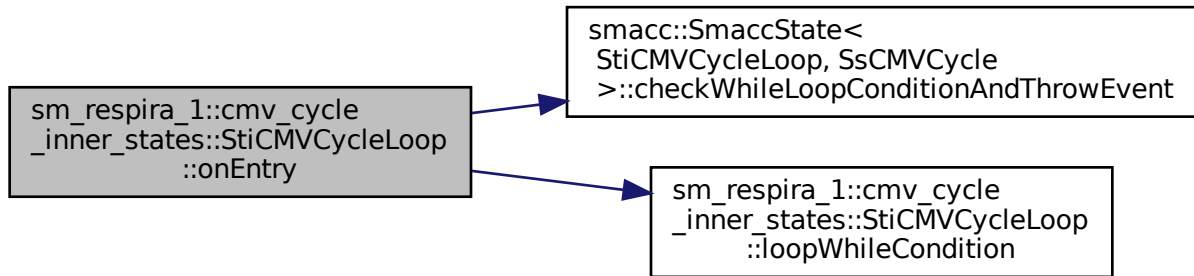 sm_respira_1::cmv_cycle
_inner_states::StiCMVCycleLoop
::onEntry
smacc::SmaccState<
StiCMVCycleLoop, SsCMVCycle
>::checkWhileLoopConditionAndThrowEvent
sm_respira_1::cmv_cycle
_inner_states::StiCMVCycleLoop
::loopWhileCondition